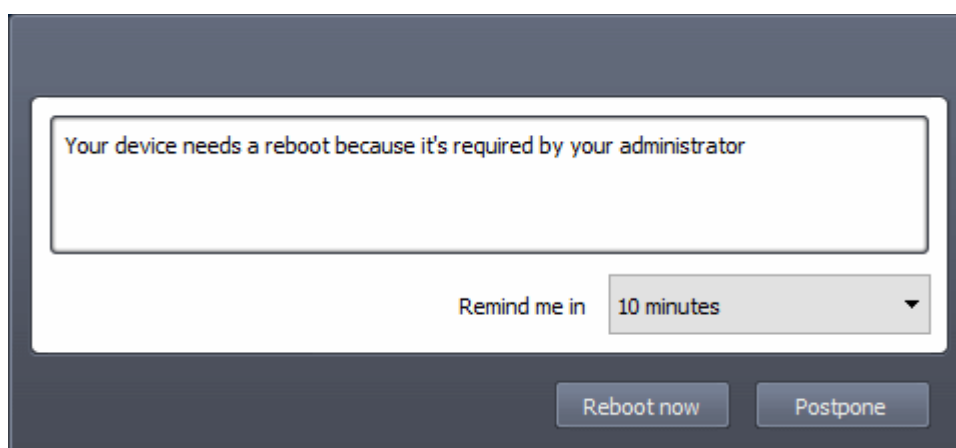 Your device needs a reboot because it's required by your administrator
Remind me in 10 minutes
Reboot now Postpone